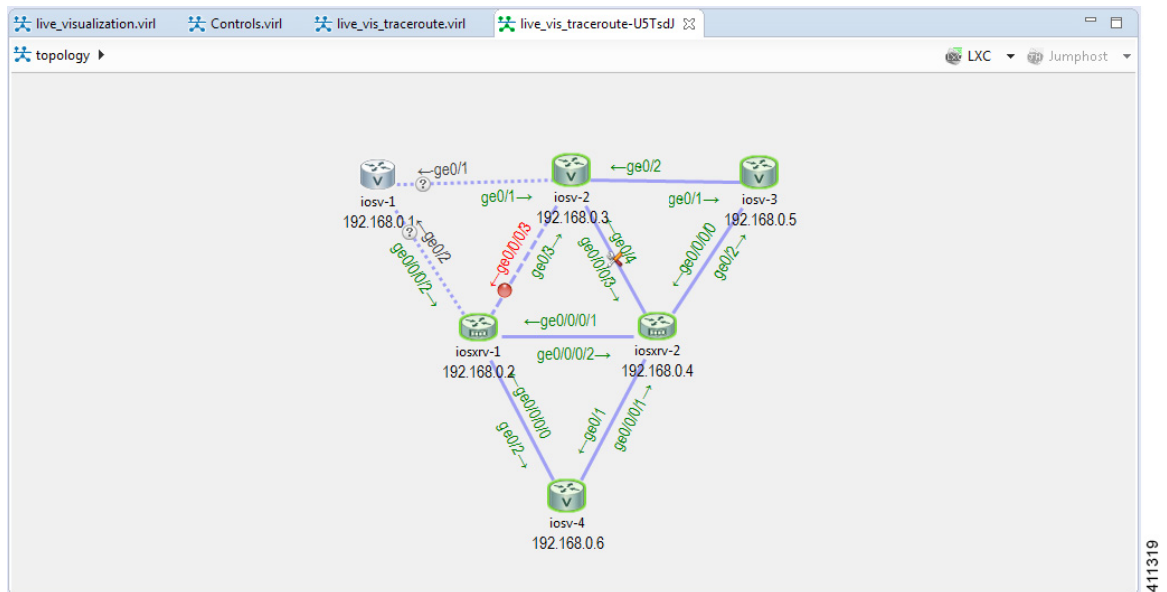 live_visualization.virl
Controls.virl
live_vis_traceroute.virl
live_vis_traceroute-U5TsdJ
topology
LXC
Jumphost
iosv-1
192.168.0.1
←ge0/1
?
ge0/1→
iosv-2
192.168.0.3
←ge0/2
ge0/1→
iosv-3
192.168.0.5
?
←ge0/2
ge0/0/0/2→
←ge0/0/0/3
ge0/3→
←ge0/4
ge0/0/0/3→
←ge0/0/0/0
ge0/2→
iosxrv-1
192.168.0.2
←ge0/0/0/1
ge0/0/0/2→
iosxrv-2
192.168.0.4
←ge0/0/0/0
ge0/2→
←ge0/1
ge0/0/0/1→
iosv-4
192.168.0.6
411319